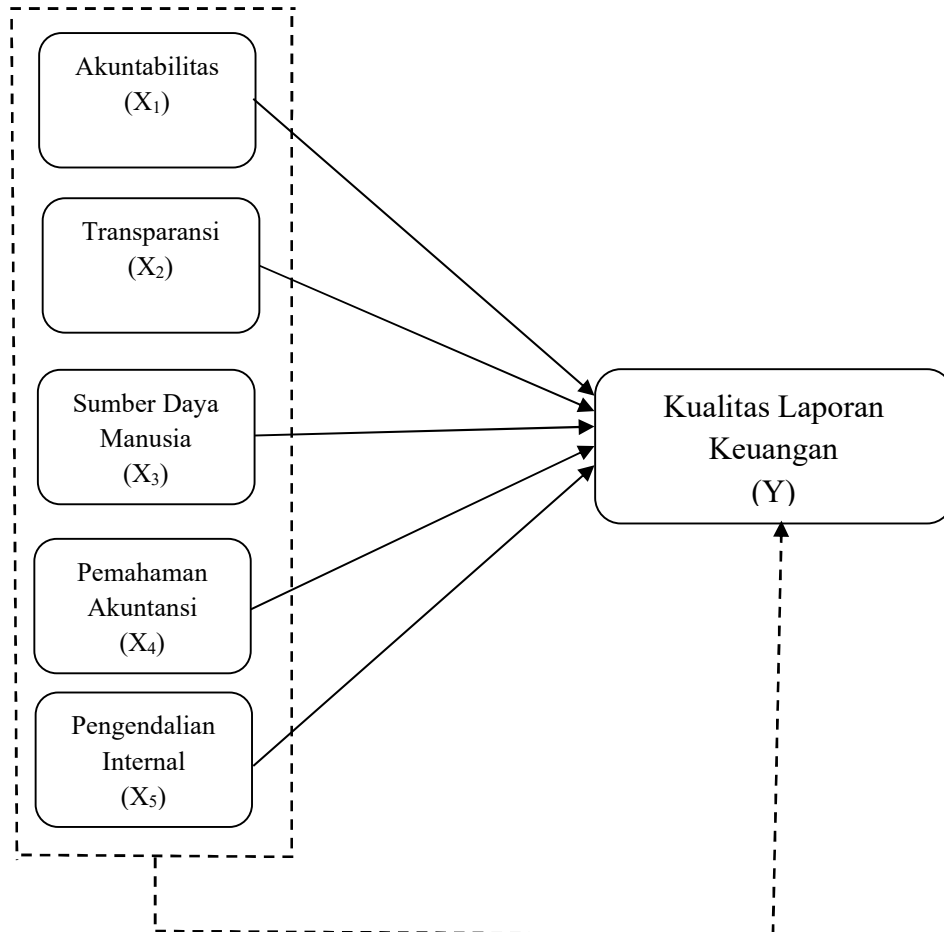 Akuntabilitas
(X₁)
Transparansi
(X₂)
Sumber Daya
Manusia
(X₃)
Pemahaman
Akuntansi
(X₄)
Pengendalian
Internal
(X₅)
Kualitas Laporan
Keuangan
(Y)